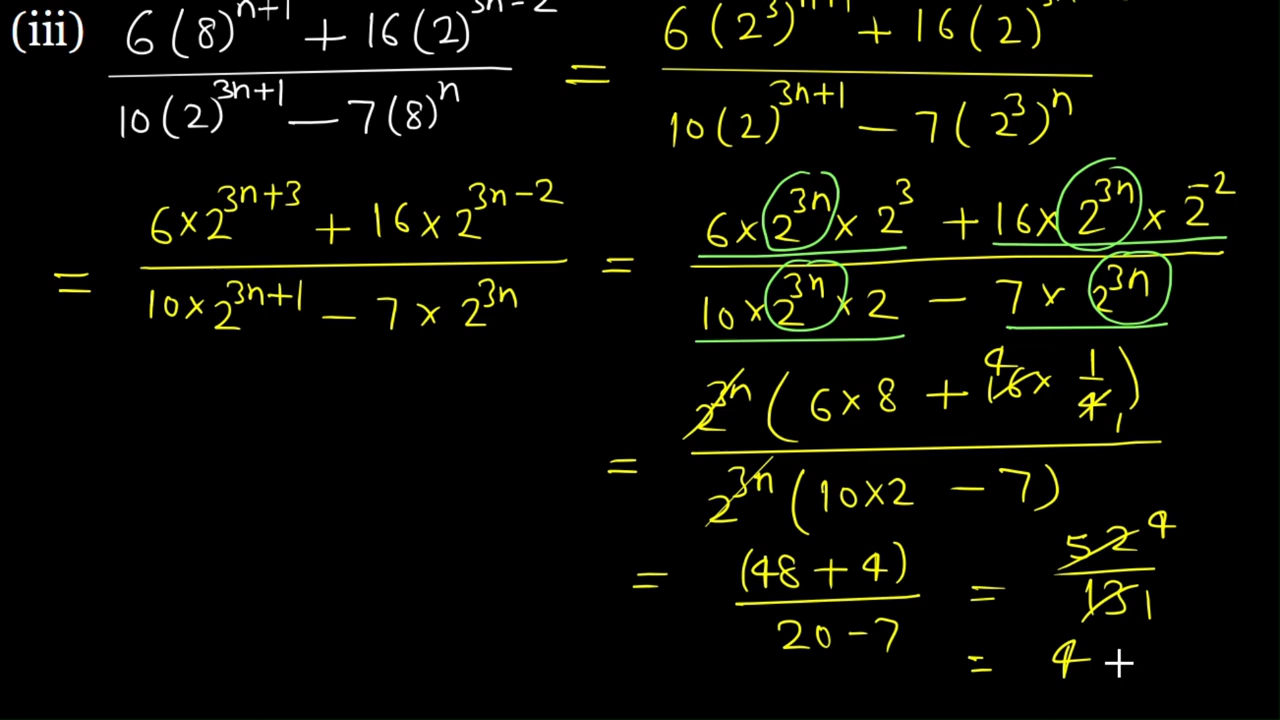 (iii) 6(8)^{n+1} + 16(2)^{3n-2} / 10(2)^{3n+1} - 7(8)^n = 6(2^3)^{n+1} + 16(2) / 10(2)^{3n+1} - 7(2^3)^n
= 6×2^{3n+3} + 16×2^{3n-2} / 10×2^{3n+1} - 7×2^{3n} = 6×2^{3n}×2^3 + 16×2^{3n}×2^{-2} / 10×2^{3n}×2 - 7×2^{3n}
= 2^{3n}(6×8 + 16× 4 1/4 1) / 2^{3n}(10×2 - 7)
= (48+4) / 20-7 = 52 4 / 13 1
= 4